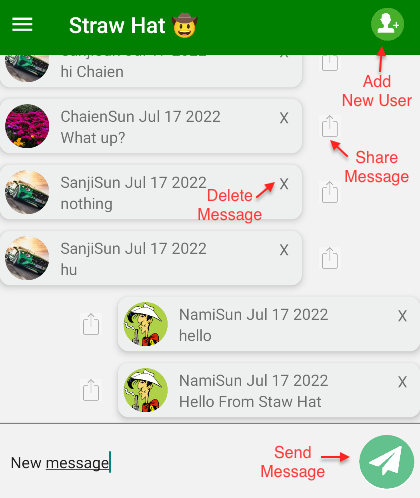 Straw Hat 🤠
Add
New User
SanjiSun Jul 17 2022
hi Chaien
ChaienSun Jul 17 2022 X
What up?
Share
Message
SanjiSun Jul 17 2022 X
nothing
Delete
Message
SanjiSun Jul 17 2022 X
hu
NamiSun Jul 17 2022 X
hello
NamiSun Jul 17 2022 X
Hello From Staw Hat
New message
Send
Message